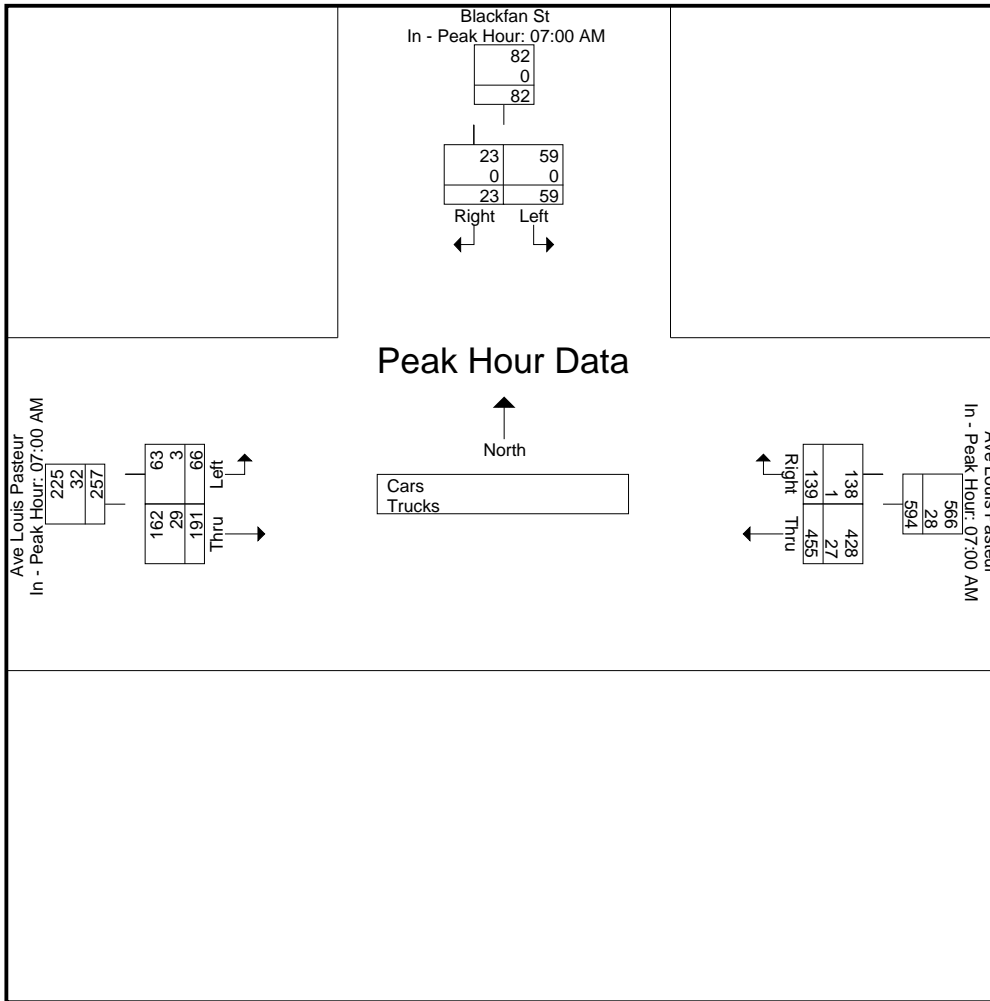 Blackfan St
In - Peak Hour: 07:00 AM
82
0
82
23 59
0 0
23 59
Right Left
Peak Hour Data
North
Cars
Trucks
Ave Louis Pasteur
In - Peak Hour: 07:00 AM
225
32
257
63 162
3 29
66 191
Left Thru
Ave Louis Pasteur
In - Peak Hour: 07:00 AM
566
28
594
138 428
1 27
139 455
Right Thru